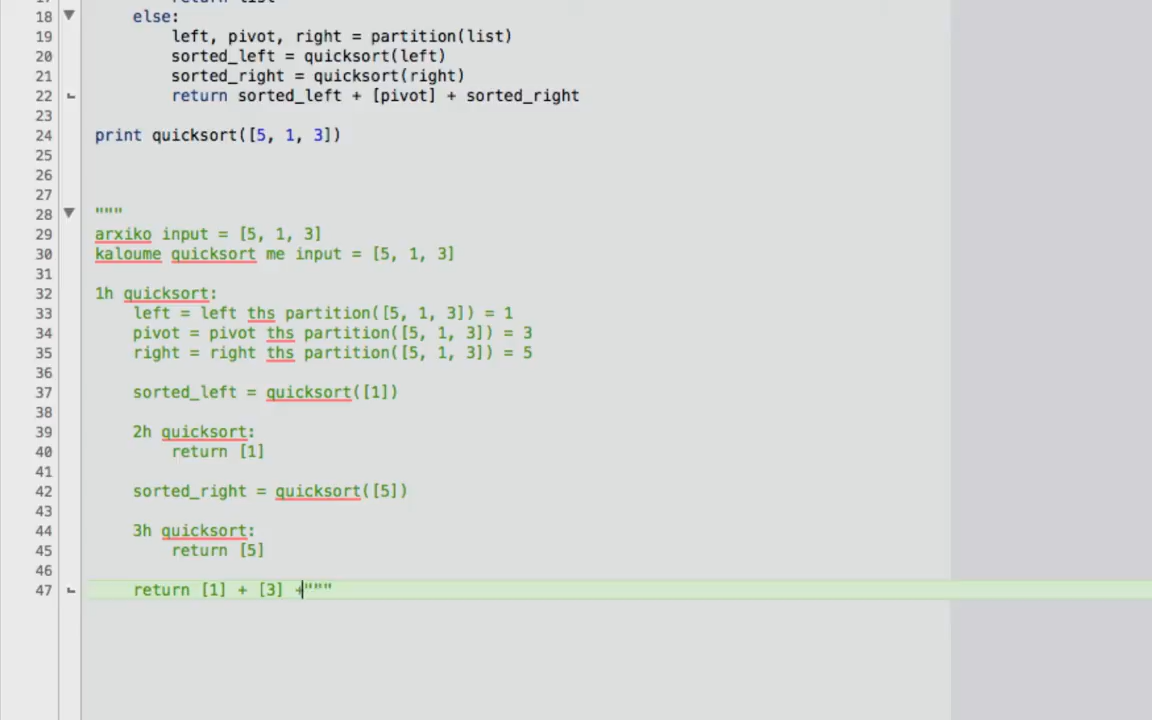 18 else:
19 left, pivot, right = partition(list)
20 sorted_left = quicksort(left)
21 sorted_right = quicksort(right)
22 return sorted_left + [pivot] + sorted_right
23
24 print quicksort([5, 1, 3])
25
26
27
28 """
29 arxiko input = [5, 1, 3]
30 kaloume quicksort me input = [5, 1, 3]
31
32 1h quicksort:
33 left = left ths partition([5, 1, 3]) = 1
34 pivot = pivot ths partition([5, 1, 3]) = 3
35 right = right ths partition([5, 1, 3]) = 5
36
37 sorted_left = quicksort([1])
38
39 2h quicksort:
40 return [1]
41
42 sorted_right = quicksort([5])
43
44 3h quicksort:
45 return [5]
46
47 return [1] + [3] +"""